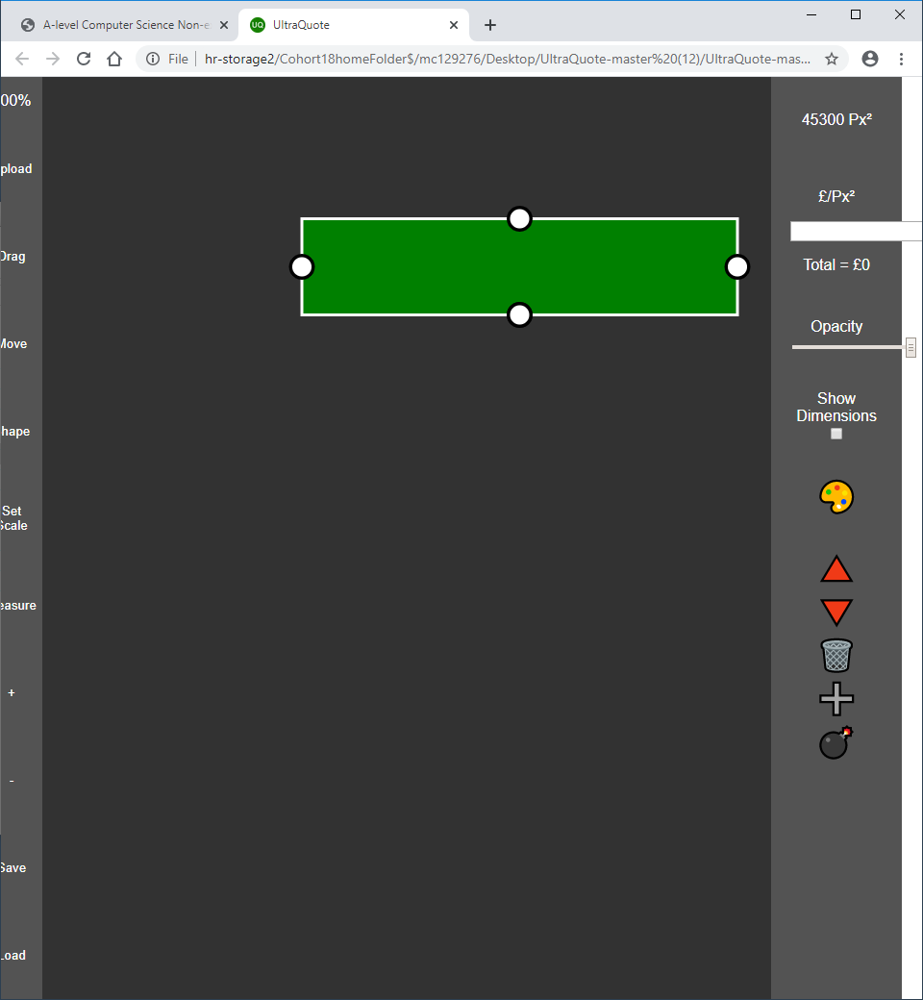 A-level Computer Science Non-e
UQ UltraQuote
File hr-storage2/Cohort18homeFolder$/mc129276/Desktop/UltraQuote-master%20(12)/UltraQuote-mas...
00%
pload
Drag
Move
hape
Set
Scale
easure
+
-
Save
Load
45300 Px²
£/Px²
Total = £0
Opacity
Show
Dimensions